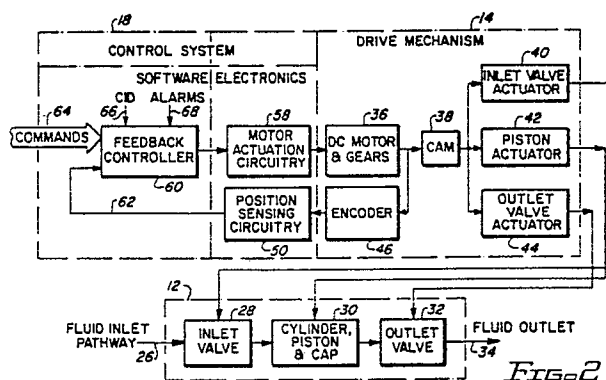 18
14
CONTROL SYSTEM
DRIVE MECHANISM
SOFTWARE
ELECTRONICS
64
COMMANDS
CID
66
ALARMS
68
FEEDBACK
CONTROLLER
60
58
MOTOR
ACTUATION
CIRCUITRY
36
DC MOTOR
& GEARS
38
CAM
40
INLET VALVE
ACTUATOR
42
PISTON
ACTUATOR
OUTLET
VALVE
ACTUATOR
44
62
POSITION
SENSING
CIRCUITRY
50
ENCODER
46
12
FLUID INLET
PATHWAY
26
28
INLET
VALVE
30
CYLINDER,
PISTON
& CAP
32
OUTLET
VALVE
FLUID OUTLET
34
FIG-2